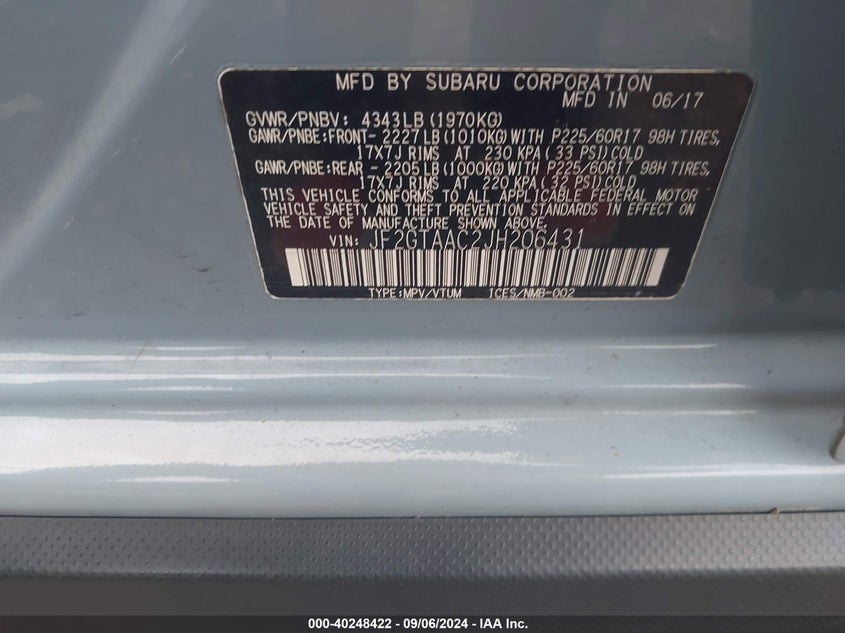 MFD BY SUBARU CORPORATION
MFD IN 06/17
GVWR/PNBV: 4343LB (1970KG)
GAWR/PNBE:FRONT-2227LB(1010KG)WITH P225/60R17 98H TIRES,
17X7J RIMS AT 230 KPA(33 PSI)COLD
GAWR/PNBE:REAR -2205LB(1000KG)WITH P225/60R17 98H TIRES,
17X7J RIMS AT 220 KPA(32 PSI)COLD
THIS VEHICLE CONFORMS TO ALL APPLICABLE FEDERAL MOTOR
VEHICLE SAFETY AND THEFT PREVENTION STANDARDS IN EFFECT ON
THE DATE OF MANUFACTURE SHOWN ABOVE.
VIN: JF2GTAAC2JH206431
TYPE:MPV/VTUM ICES/NMB-002
000-40248422 - 09/06/2024 - IAA Inc.